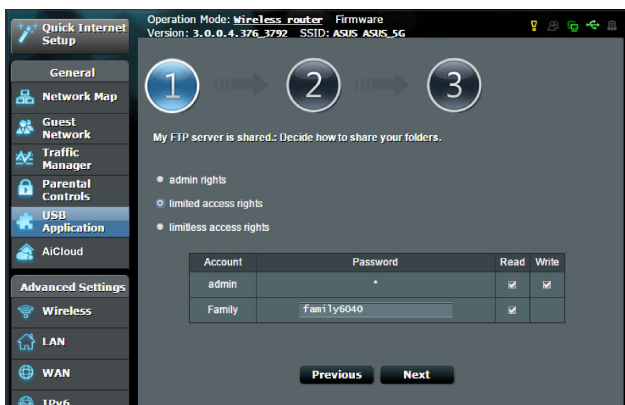 Operation Mode: Wireless router Firmware
Version: 3.0.0.4.376_3792 SSID: ASUS ASUS_5G
Quick Internet
Setup
General
Network Map
Guest
Network
Traffic
Manager
Parental
Controls
USB
Application
AiCloud
Advanced Settings
Wireless
LAN
WAN
IPv6
1 2 3
My FTP server is shared.: Decide how to share your folders.
admin rights
limited access rights
limitless access rights
Account Password Read Write
admin *
Family family6040
Previous Next